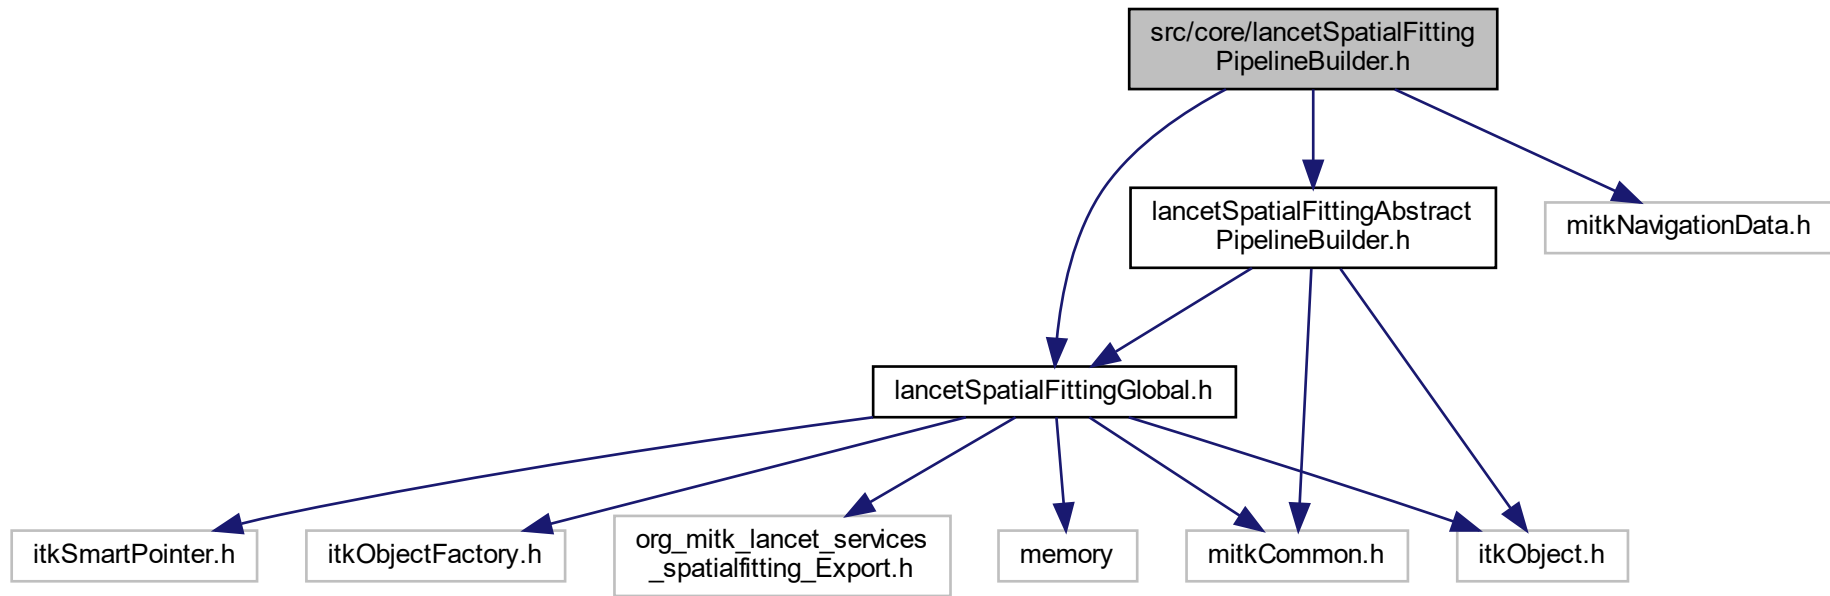 src/core/lancetSpatialFitting
PipelineBuilder.h
lancetSpatialFittingAbstract
PipelineBuilder.h
mitkNavigationData.h
lancetSpatialFittingGlobal.h
itkSmartPointer.h
itkObjectFactory.h
org_mitk_lancet_services
_spatialfitting_Export.h
memory
mitkCommon.h
itkObject.h